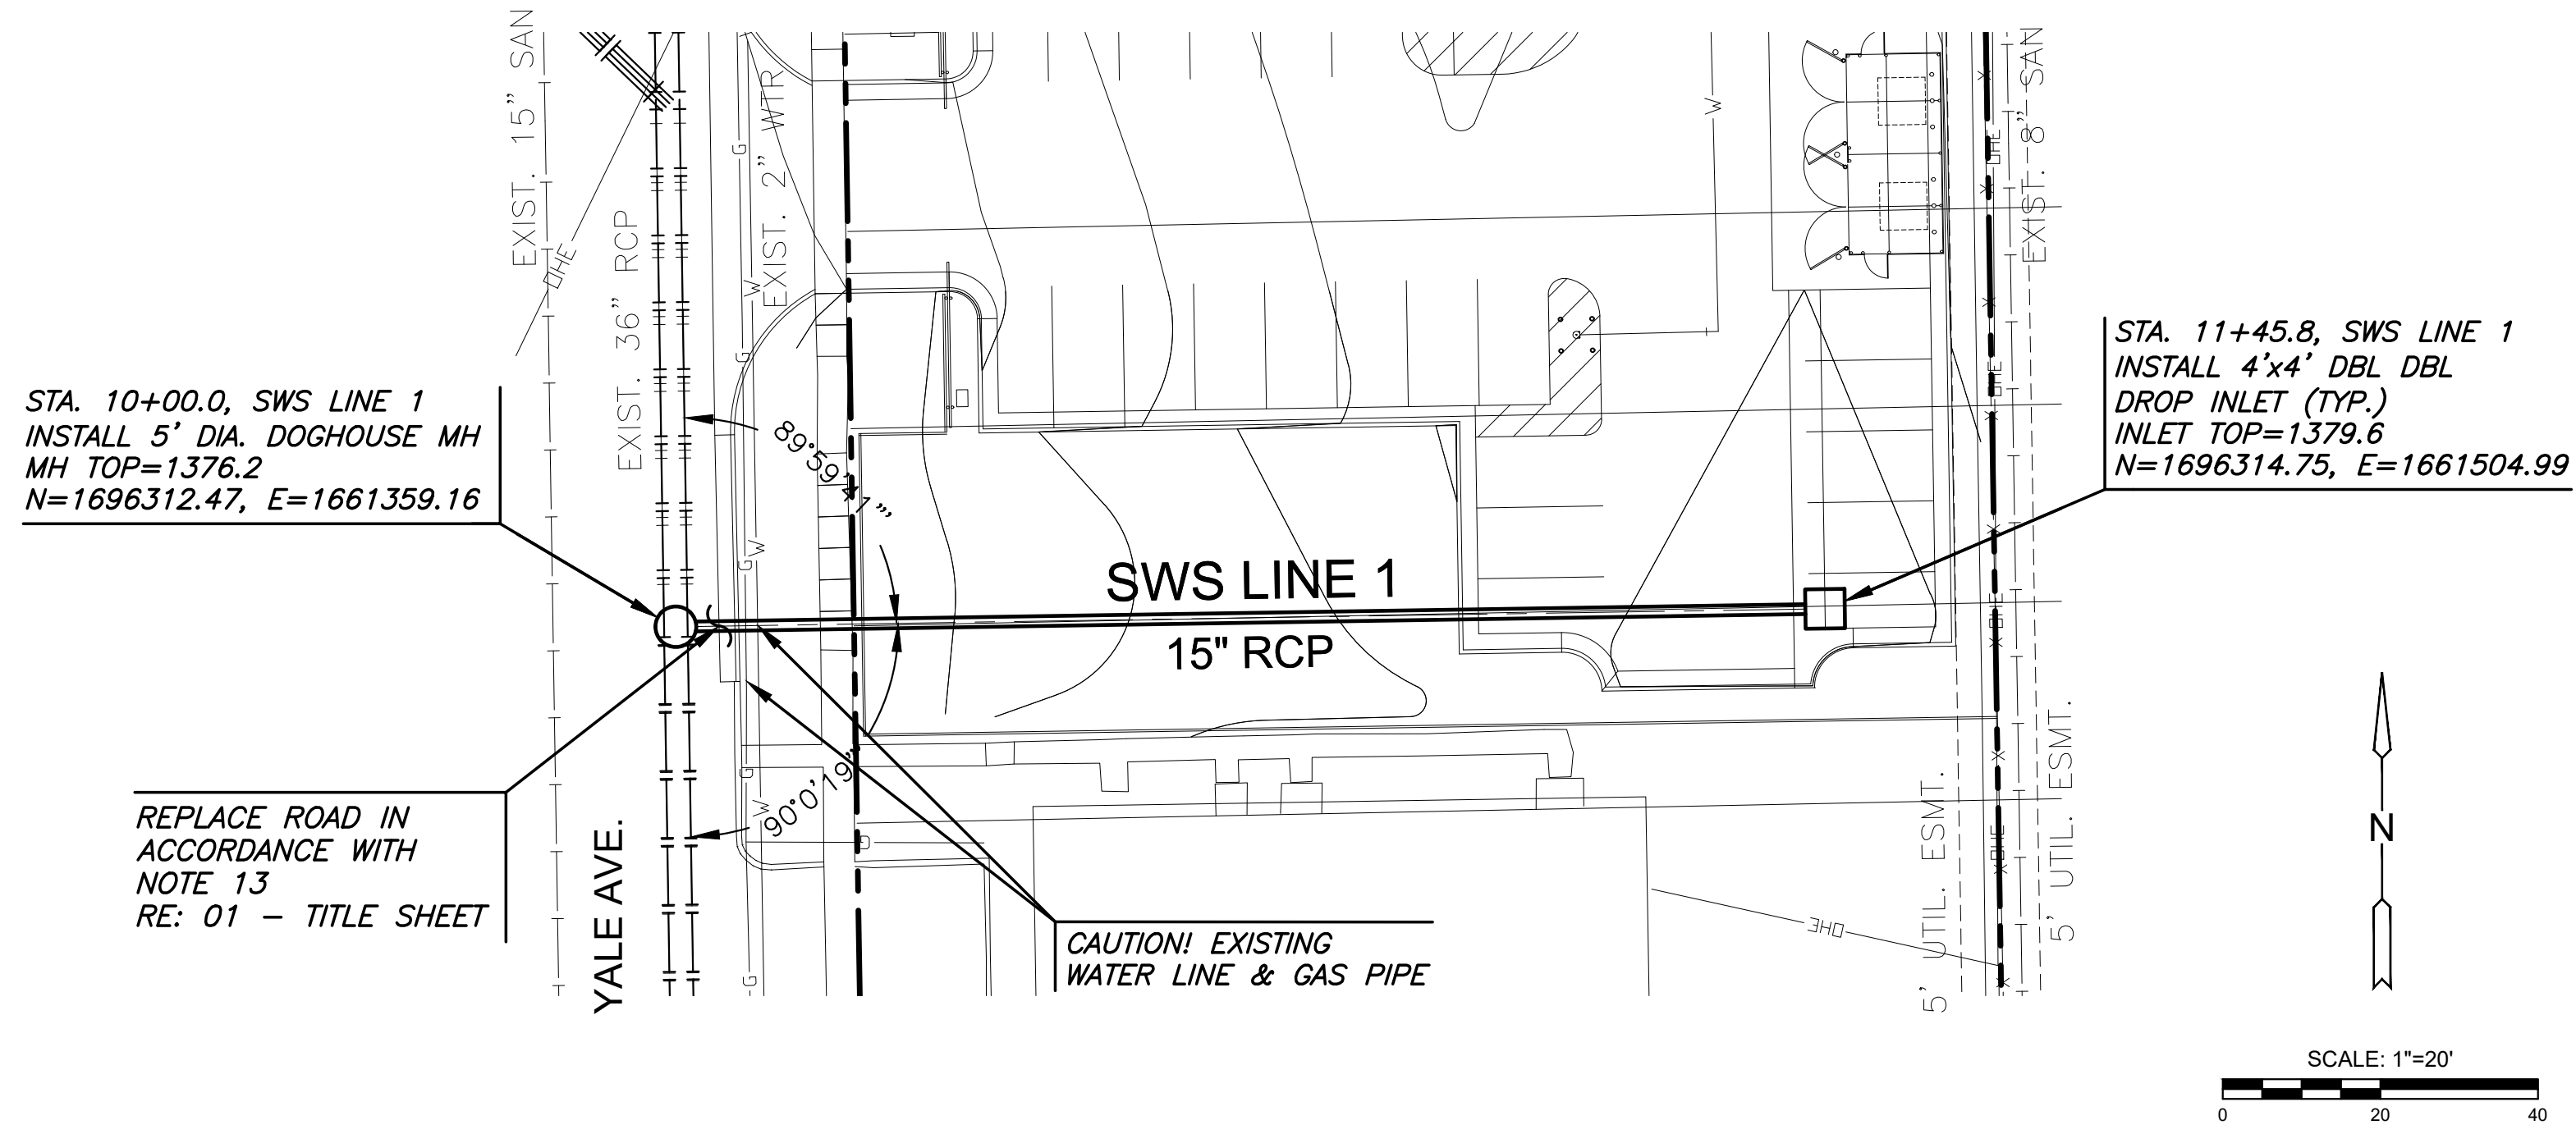 EXIST. 15" SAN
EXIST. 36" RCP
EXIST. 2" WTR
EXIST. 8" SAN
OHE
G
W
G
W
G
W
G
W
G
W
OHE
OHE
OHE
OHE
OHE
STA. 10+00.0, SWS LINE 1
INSTALL 5' DIA. DOGHOUSE MH
MH TOP=1376.2
N=1696312.47, E=1661359.16
STA. 11+45.8, SWS LINE 1
INSTALL 4'x4' DBL DBL
DROP INLET (TYP.)
INLET TOP=1379.6
N=1696314.75, E=1661504.99
89°59'41"
SWS LINE 1
15" RCP
90°0'19"
REPLACE ROAD IN
ACCORDANCE WITH
NOTE 13
RE: 01 – TITLE SHEET
YALE AVE.
CAUTION! EXISTING
WATER LINE & GAS PIPE
5' UTIL. ESMT.
5' UTIL. ESMT.
N
SCALE: 1"=20'
0 20 40